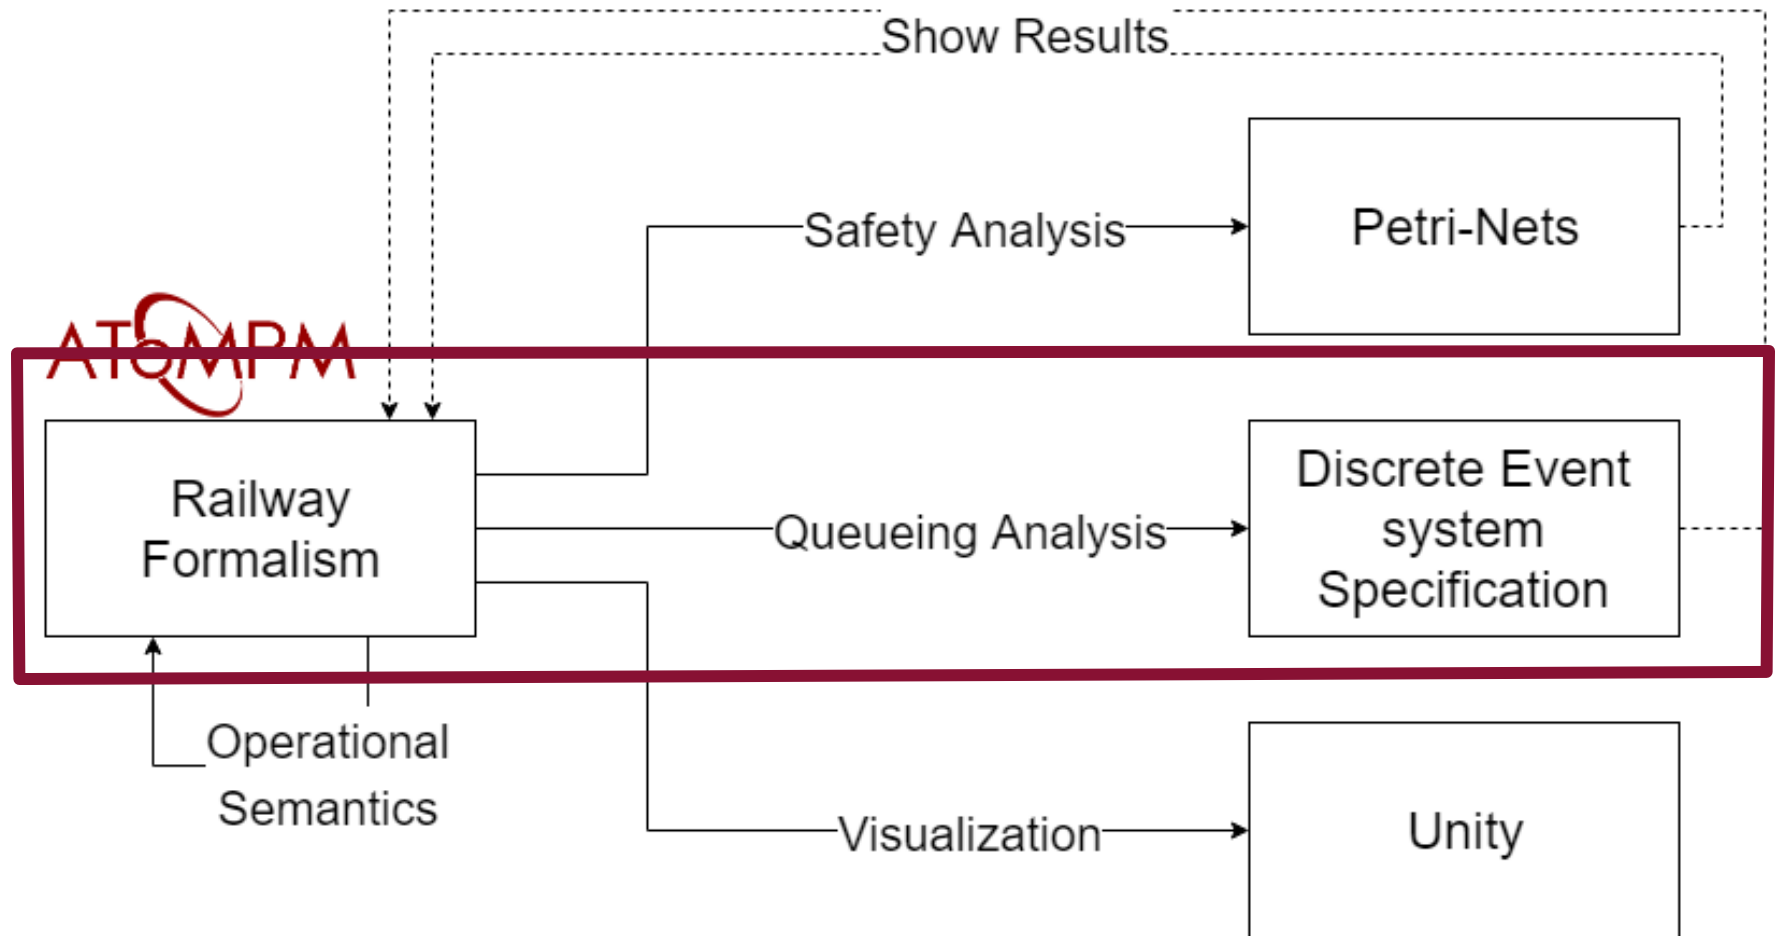 Show Results
Safety Analysis
Petri-Nets
AToMPM
Railway
Formalism
Queueing Analysis
Discrete Event
system
Specification
Operational
Semantics
Visualization
Unity